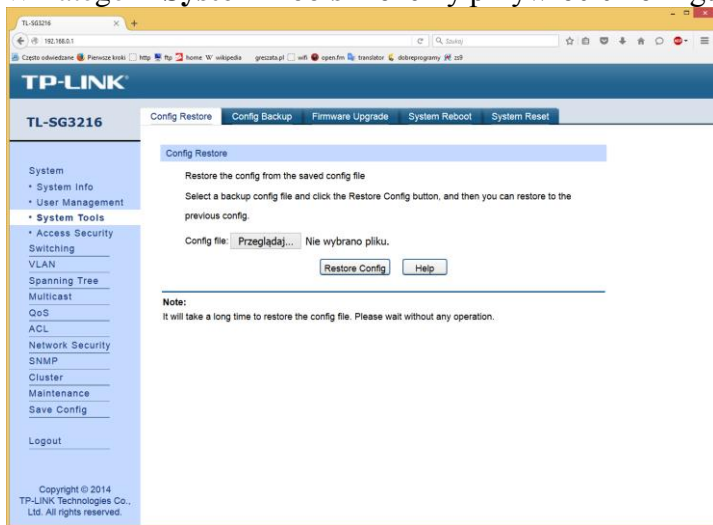 TL-SG3216
192.168.0.1
Szukaj
Często odwiedzane Pierwsze kroki http ftp home W wikipedia greszata.pl wifi open.fm translator dobreprogramy zs9
TP-LINK
TL-SG3216
Config Restore Config Backup Firmware Upgrade System Reboot System Reset
Config Restore
Restore the config from the saved config file
Select a backup config file and click the Restore Config button, and then you can restore to the
previous config.
Config file: Przeglądaj... Nie wybrano pliku.
Restore Config Help
Note:
It will take a long time to restore the config file. Please wait without any operation.
System
• System Info
• User Management
• System Tools
• Access Security
Switching
VLAN
Spanning Tree
Multicast
QoS
ACL
Network Security
SNMP
Cluster
Maintenance
Save Config
Logout
Copyright © 2014
TP-LINK Technologies Co.,
Ltd. All rights reserved.